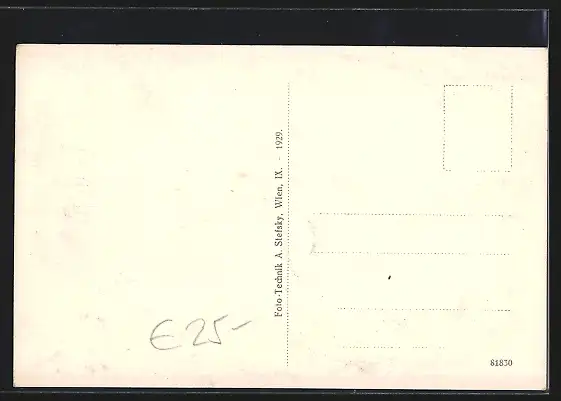 Foto-Technik A. Stefsky, Wien, IX. - 1929.
€ 25-
81830